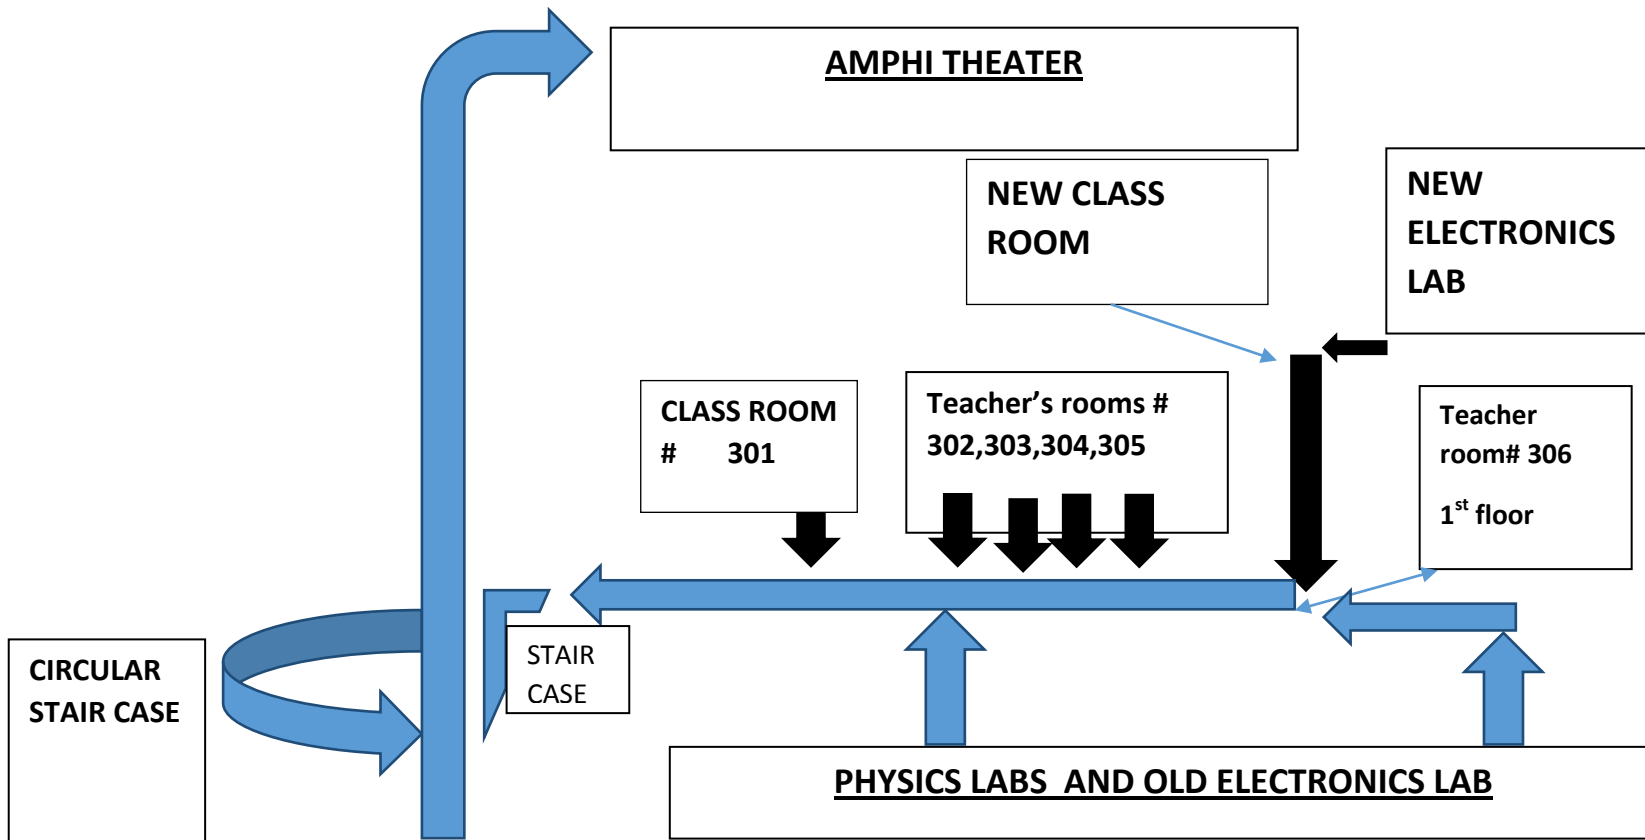 AMPHI THEATER
NEW CLASS
ROOM
NEW
ELECTRONICS
LAB
CLASS ROOM
# 301
Teacher’s rooms #
302,303,304,305
Teacher
room# 306
1st floor
CIRCULAR
STAIR CASE
STAIR
CASE
PHYSICS LABS AND OLD ELECTRONICS LAB